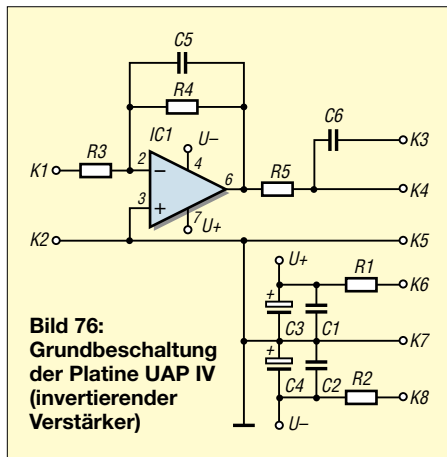 C5
R4
IC1
C6
U–
K1
R3
2
4
K3
–
6
R5
K4
3
+
7
K2
U+
K5
U+
R1
K6
+
C3
C1
K7
+
C4
C2
R2
K8
U–
Bild 76:
Grundbeschaltung
der Platine UAP IV
(invertierender
Verstärker)